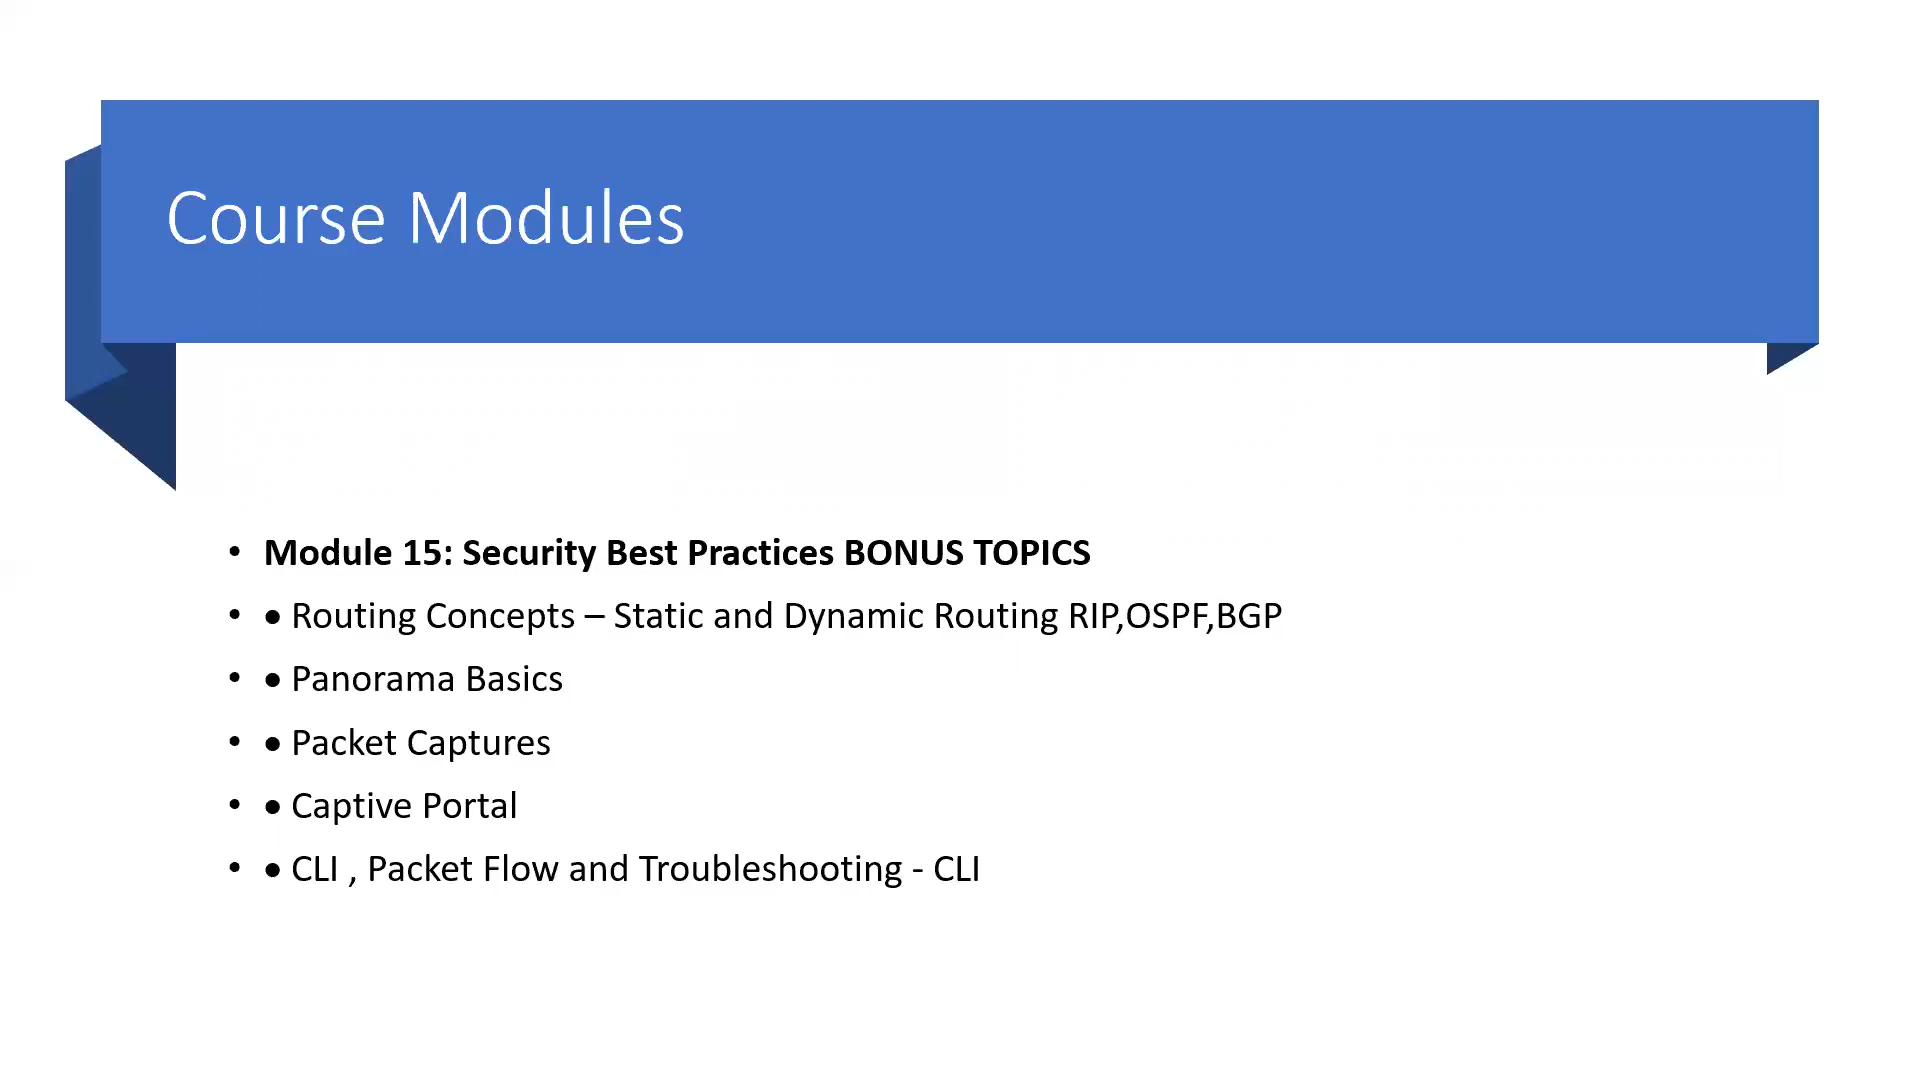 Course Modules
• Module 15: Security Best Practices BONUS TOPICS
• ● Routing Concepts – Static and Dynamic Routing RIP,OSPF,BGP
• ● Panorama Basics
• ● Packet Captures
• ● Captive Portal
• ● CLI , Packet Flow and Troubleshooting - CLI